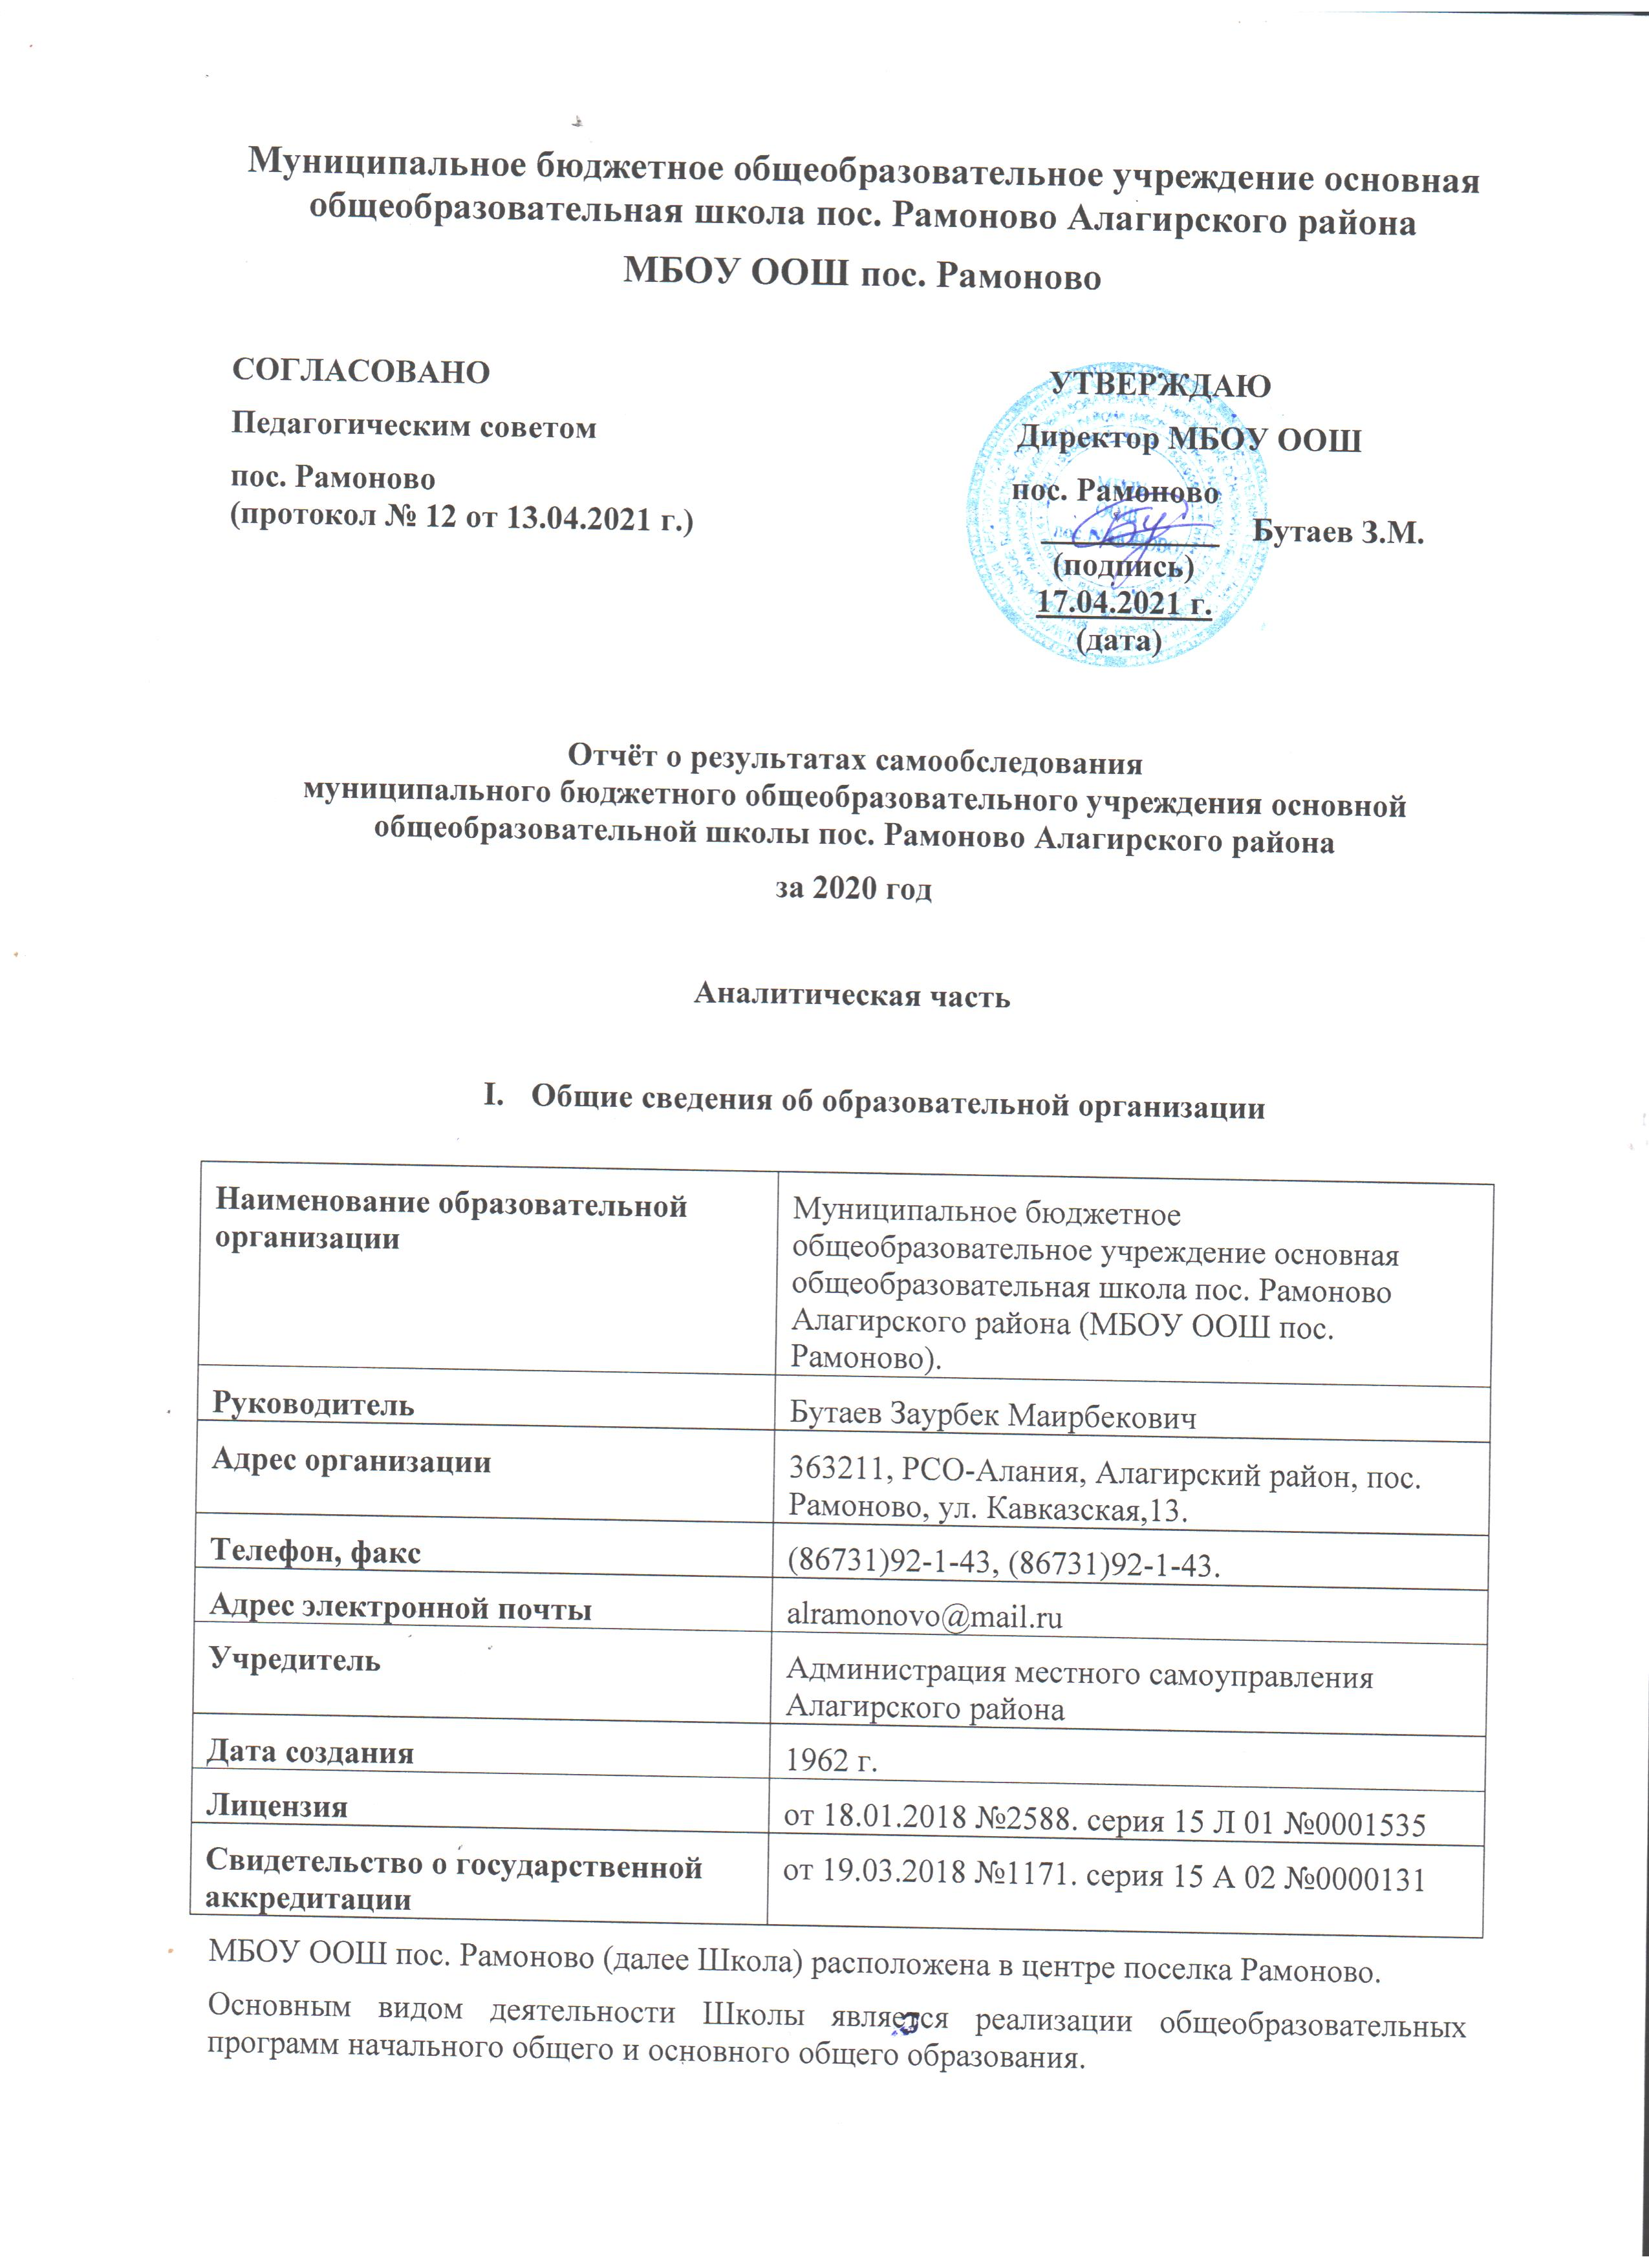 Муниципальное бюджетное общеобразовательное учреждение основная
общеобразовательная школа пос. Рамоново Алагирского района
МБОУ ООШ пос. Рамоново
СОГЛАСОВАНО
Педагогическим советом
пос. Рамоново
(протокол № 12 от 13.04.2021 г.)
УТВЕРЖДАЮ
Директор МБОУ ООШ
пос. Рамоново
Бутаев З.М.
(подпись)
17.04.2021 г.
(дата)
Отчёт о результатах самообследования
муниципального бюджетного общеобразовательного учреждения основной
общеобразовательной школы пос. Рамоново Алагирского района
за 2020 год
Аналитическая часть
I. Общие сведения об образовательной организации
Наименование образовательной
организации
Муниципальное бюджетное
общеобразовательное учреждение основная
общеобразовательная школа пос. Рамоново
Алагирского района (МБОУ ООШ пос.
Рамоново).
Руководитель
Бутаев Заурбек Маирбекович
Адрес организации
363211, РСО-Алания, Алагирский район, пос.
Рамоново, ул. Кавказская,13.
Телефон, факс
(86731)92-1-43, (86731)92-1-43.
Адрес электронной почты
alramonovo@mail.ru
Учредитель
Администрация местного самоуправления
Алагирского района
Дата создания
1962 г.
Лицензия
от 18.01.2018 №2588. серия 15 Л 01 №0001535
Свидетельство о государственной
аккредитации
от 19.03.2018 №1171. серия 15 А 02 №0000131
МБОУ ООШ пос. Рамоново (далее Школа) расположена в центре поселка Рамоново.
Основным видом деятельности Школы является реализации общеобразовательных
программ начального общего и основного общего образования.